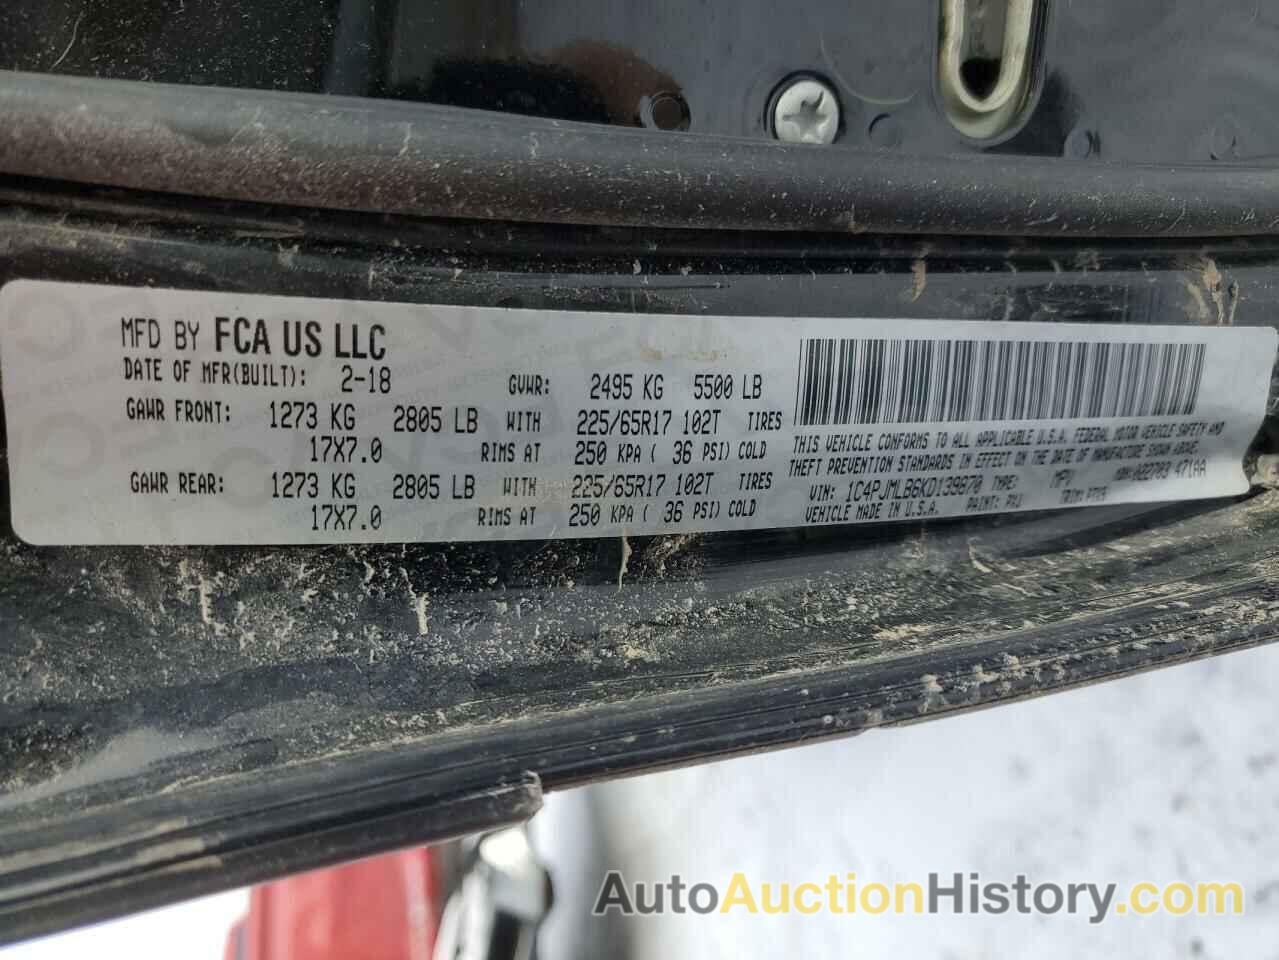 MFD BY FCA US LLC
DATE OF MFR(BUILT): 2-18 GVWR: 2495 KG 5500 LB
GAWR FRONT: 1273 KG 2805 LB WITH 225/65R17 102T TIRES
17X7.0 RIMS AT 250 KPA ( 36 PSI) COLD
GAWR REAR: 1273 KG 2805 LB WITH 225/65R17 102T TIRES
17X7.0 RIMS AT 250 KPA ( 36 PSI) COLD
THIS VEHICLE CONFORMS TO ALL APPLICABLE U.S.A. FEDERAL MOTOR VEHICLE SAFETY AND
THEFT PREVENTION STANDARDS IN EFFECT ON THE DATE OF MANUFACTURE SHOWN ABOVE.
VIN: 1C4PJMLB6KD139870 TYPE: MPV 471AA
VEHICLE MADE IN U.S.A. PAINT: PXJ TRIM:
AutoAuctionHistory.com